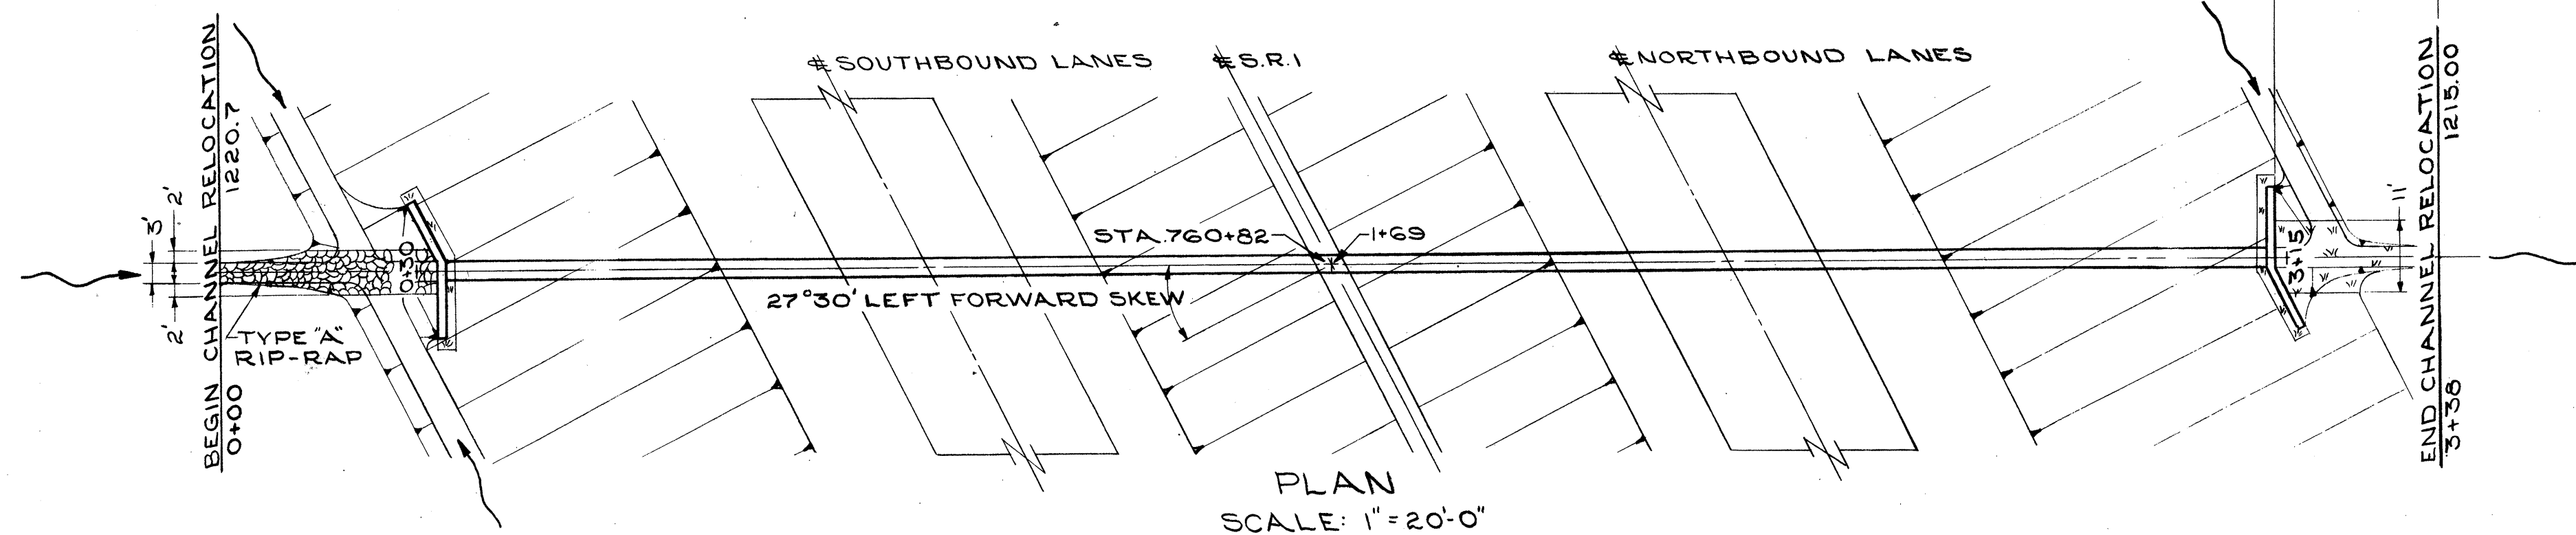 BEGIN CHANNEL RELOCATION
1220.7
0+00
3'
2'
2'
TYPE "A"
RIP-RAP
0+30
℄ SOUTHBOUND LANES
℄ S.R.1
℄ NORTHBOUND LANES
STA. 760+82
1+69
27°30' LEFT FORWARD SKEW
3+15
11'
END CHANNEL RELOCATION
1215.00
3+38
PLAN
SCALE: 1"=20'-0"